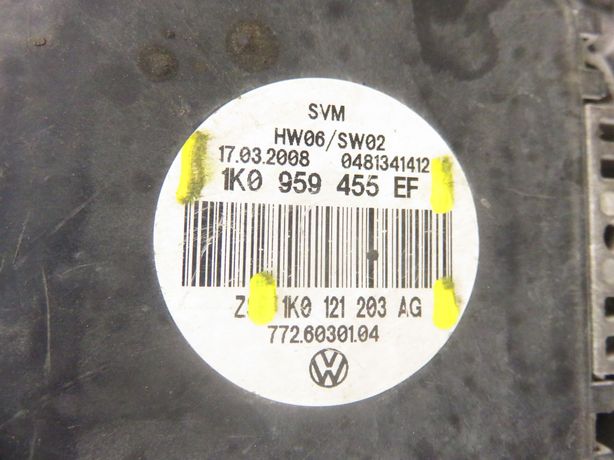 SVM
HW06/SW02
17.03.2008 0481341412
1K0 959 455 EF
1K0 121 203 AG
772.60301.04